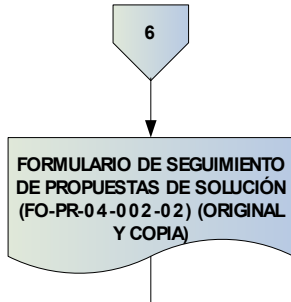 6
FORMULARIO DE SEGUIMIENTO
DE PROPUESTAS DE SOLUCIÓN
(FO-PR-04-002-02) (ORIGINAL
Y COPIA)